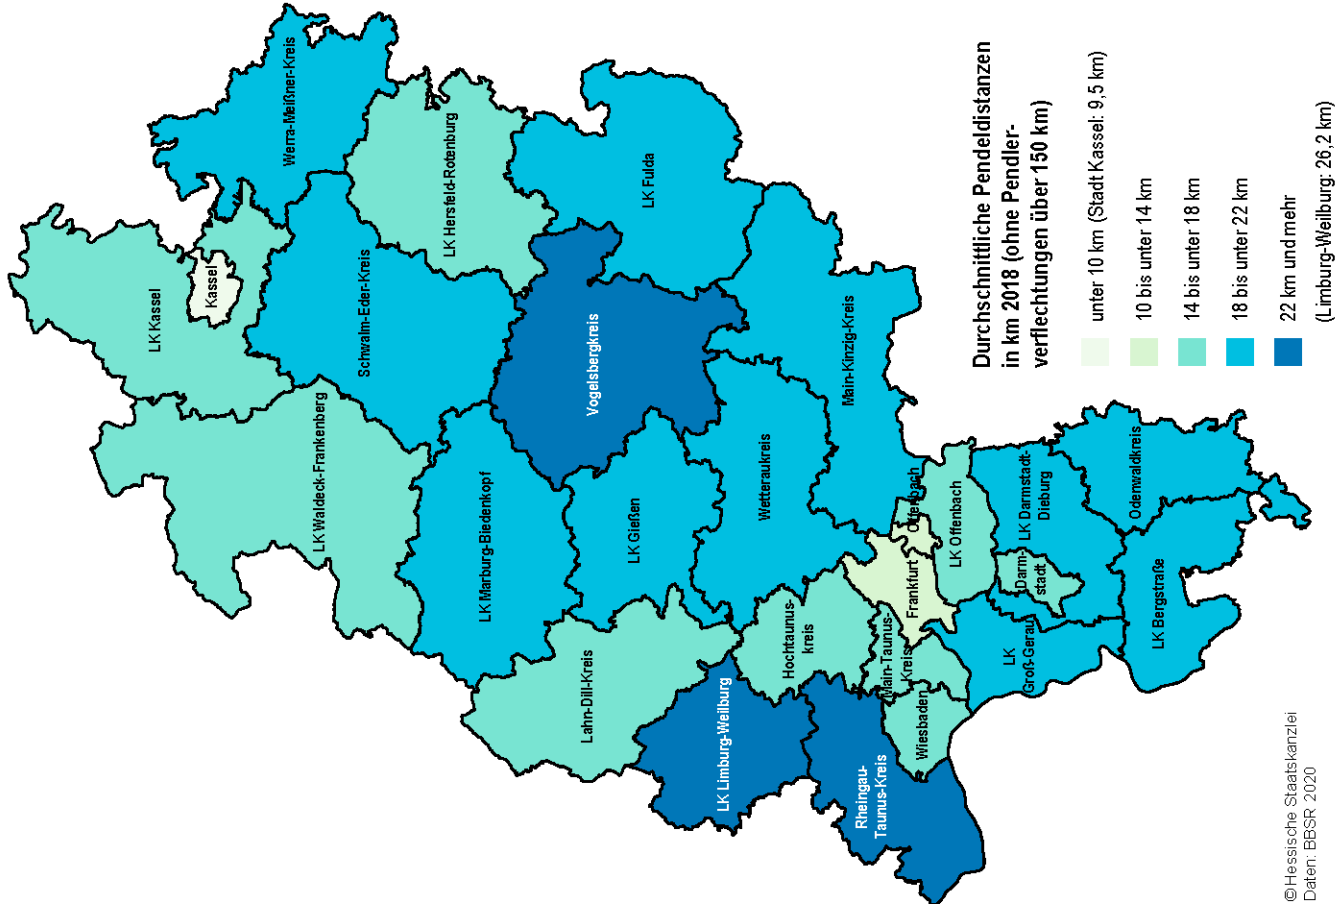 LK Kassel
Kassel
Werra-Meißner-Kreis
LK Waldeck-Frankenberg
Schwalm-Eder-Kreis
LK Hersfeld-Rotenburg
LK Marburg-Biedenkopf
Vogelsbergkreis
LK Fulda
Lahn-Dill-Kreis
LK Gießen
LK Limburg-Weilburg
Wetteraukreis
Main-Kinzig-Kreis
Hochtaunus-
kreis
Rheingau-
Taunus-Kreis
Main-Taunus-
Kreis
Wiesbaden
Frankfurt
Offenbach
LK Offenbach
LK
Groß-Gerau
Darm-
stadt
LK Darmstadt-
Dieburg
LK Bergstraße
Odenwaldkreis
Durchschnittliche Pendeldistanzen
in km 2018 (ohne Pendler-
verflechtungen über 150 km)
unter 10 km (Stadt Kassel: 9,5 km)
10 bis unter 14 km
14 bis unter 18 km
18 bis unter 22 km
22 km und mehr
(Limburg-Weilburg: 26,2 km)
©Hessische Staatskanzlei
Daten: BBSR 2020